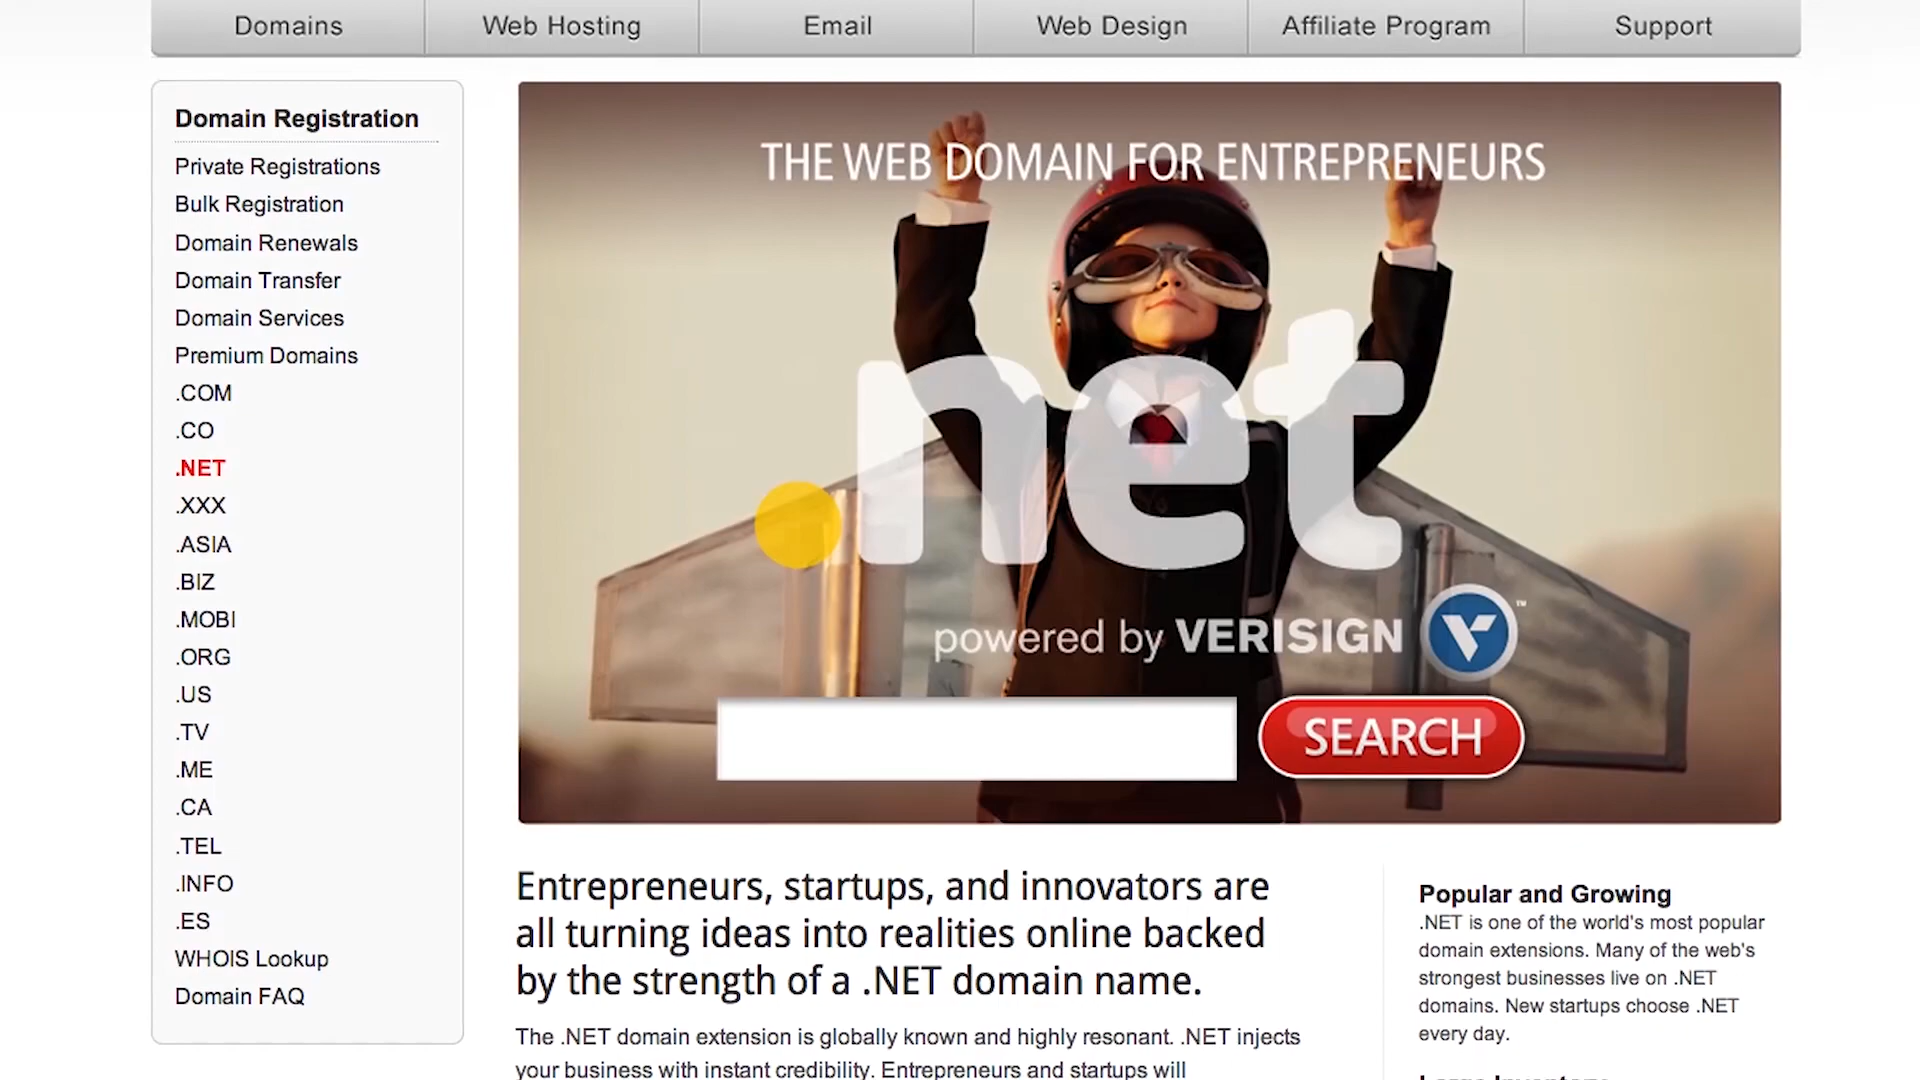 Domains
Web Hosting
Email
Web Design
Affiliate Program
Support
Domain Registration
Private Registrations
Bulk Registration
Domain Renewals
Domain Transfer
Domain Services
Premium Domains
.COM
.CO
.NET
.XXX
.ASIA
.BIZ
.MOBI
.ORG
.US
.TV
.ME
.CA
.TEL
.INFO
.ES
WHOIS Lookup
Domain FAQ
THE WEB DOMAIN FOR ENTREPRENEURS
.net
powered by VERISIGN ™
SEARCH
Entrepreneurs, startups, and innovators are
all turning ideas into realities online backed
by the strength of a .NET domain name.
The .NET domain extension is globally known and highly resonant. .NET injects
your business with instant credibility. Entrepreneurs and startups will
Popular and Growing
.NET is one of the world's most popular
domain extensions. Many of the web's
strongest businesses live on .NET
domains. New startups choose .NET
every day.